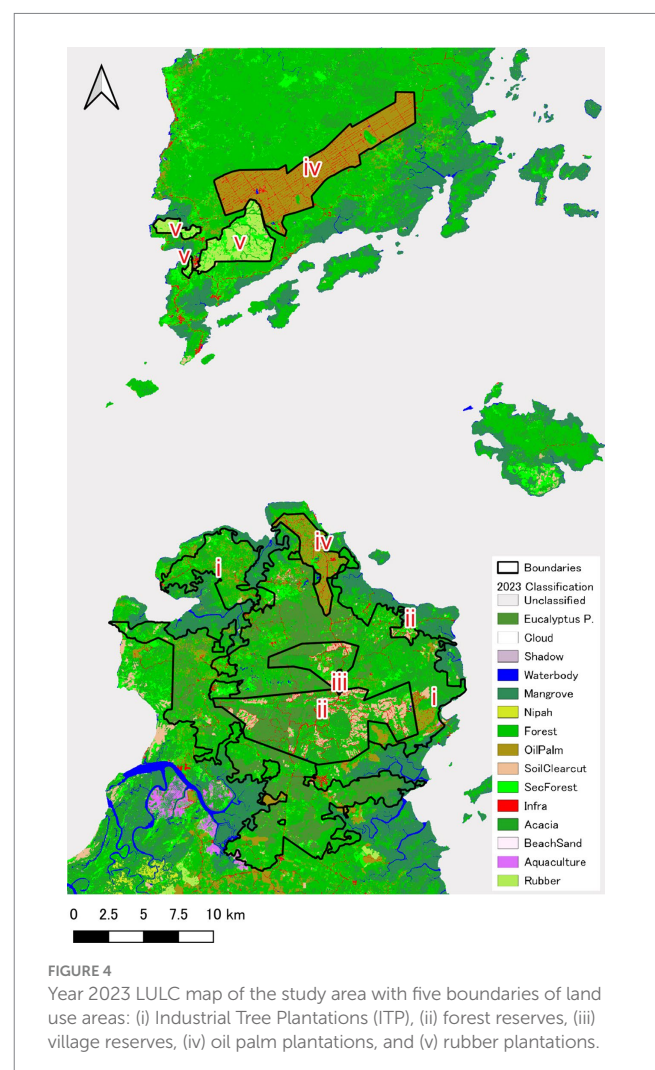 iv
v
v
v
iv
i
ii
iii
ii
i
Boundaries
2023 Classification
Unclassified
Eucalyptus P.
Cloud
Shadow
Waterbody
Mangrove
Nipah
Forest
OilPalm
SoilClearcut
SecForest
Infra
Acacia
BeachSand
Aquaculture
Rubber
0 2.5 5 7.5 10 km
FIGURE 4
Year 2023 LULC map of the study area with five boundaries of land
use areas: (i) Industrial Tree Plantations (ITP), (ii) forest reserves, (iii)
village reserves, (iv) oil palm plantations, and (v) rubber plantations.